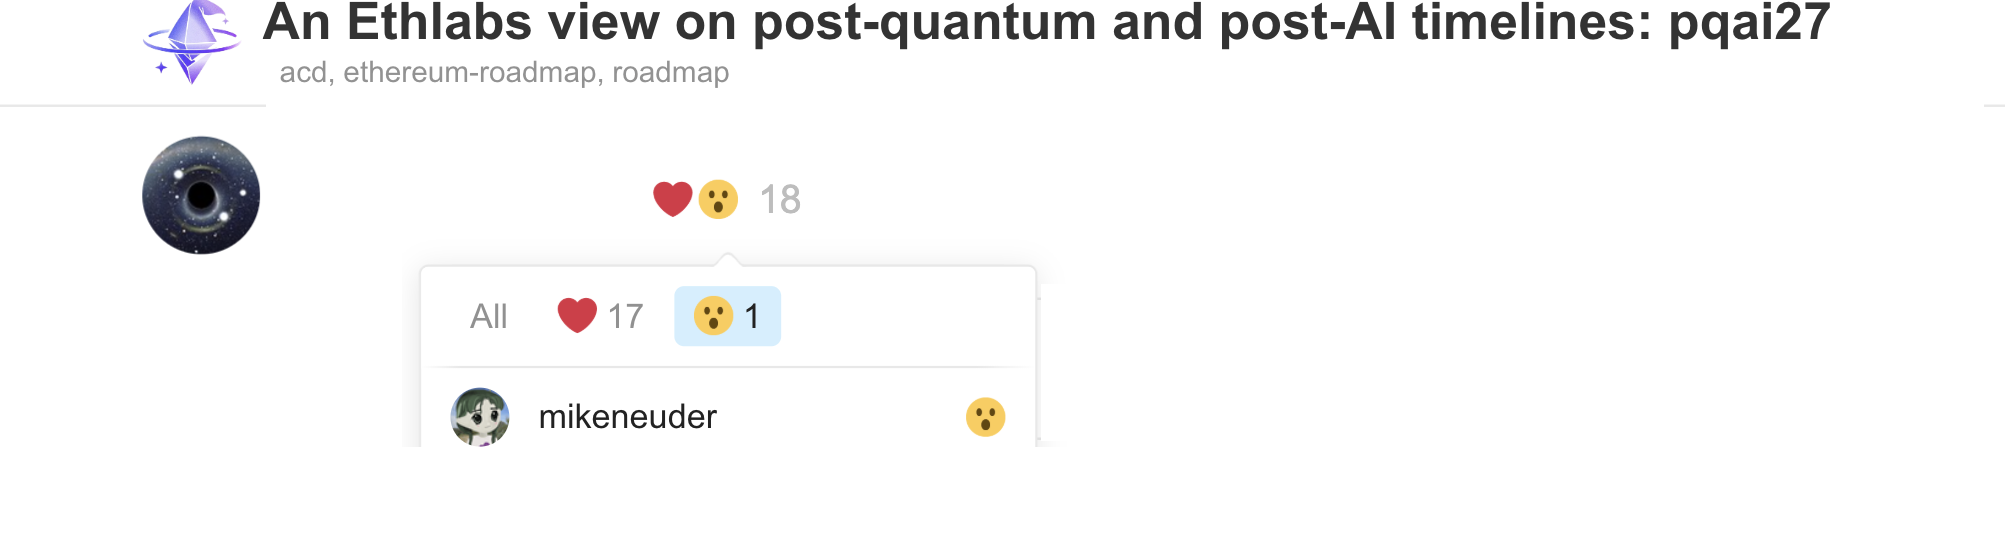 An Ethlabs view on post-quantum and post-AI timelines: pqai27
acd, ethereum-roadmap, roadmap
18
All 17 1
mikeneuder